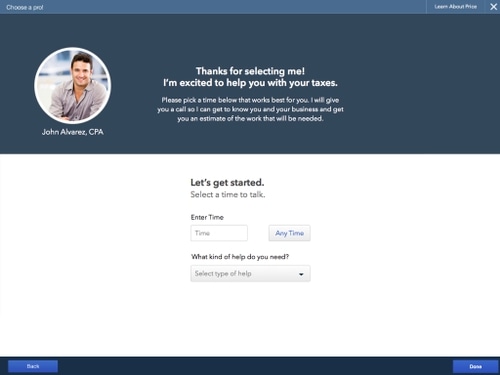 Choose a pro!
Learn About Price
Thanks for selecting me!
I'm excited to help you with your taxes.
Please pick a time below that works best for you. I will give
you a call so I can get to know you and your business and get
you an estimate of the work that will be needed.
John Alvarez, CPA
Let's get started.
Select a time to talk.
Enter Time
Time
Any Time
What kind of help do you need?
Select type of help
Back
Done